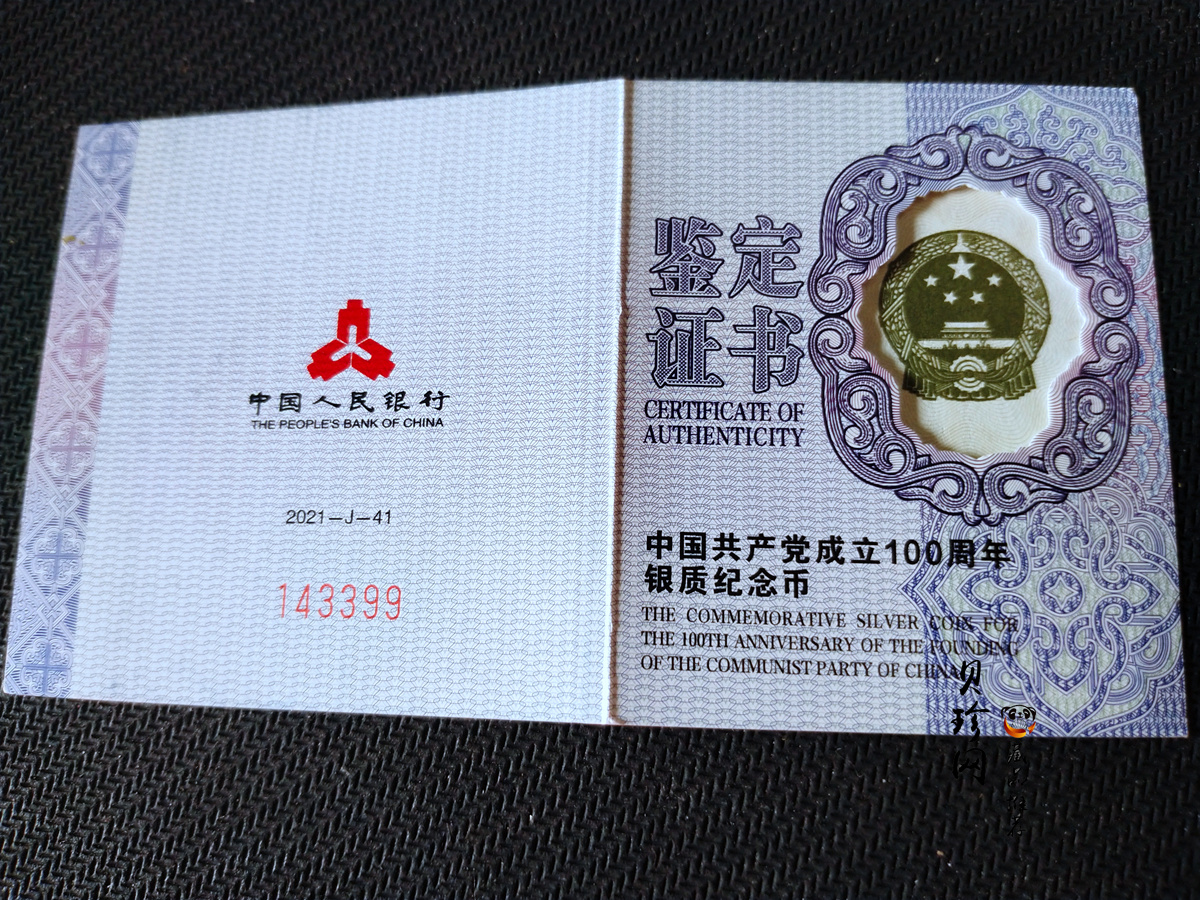 中国人民银行
THE PEOPLE'S BANK OF CHINA
2021—J—41
143399
鉴定
证书
CERTIFICATE OF
AUTHENTICITY
中国共产党成立100周年
银质纪念币
THE COMMEMORATIVE SILVER COIN FOR
THE 100TH ANNIVERSARY OF THE FOUNDING
OF THE COMMUNIST PARTY OF CHINA
贝珍网